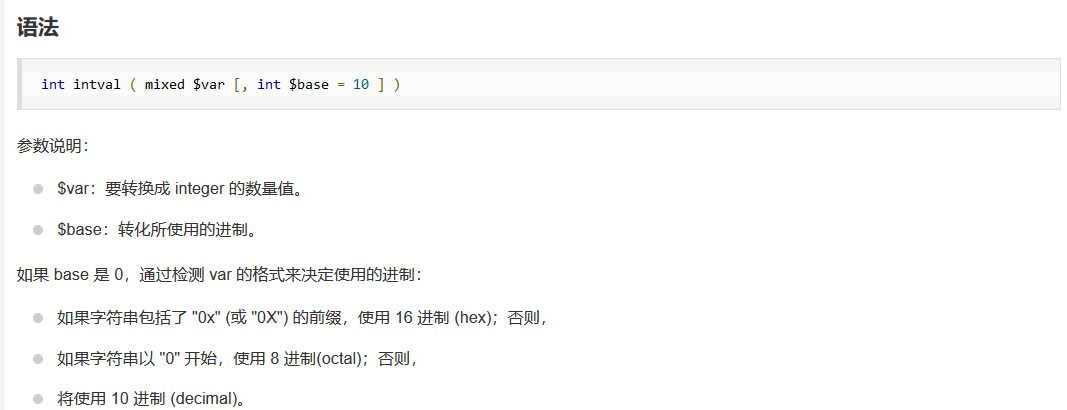 语法
int intval ( mixed $var [, int $base = 10 ] )
参数说明：
$var：要转换成 integer 的数量值。
$base：转化所使用的进制。
如果 base 是 0，通过检测 var 的格式来决定使用的进制：
如果字符串包括了 "0x" (或 "0X") 的前缀，使用 16 进制 (hex)；否则，
如果字符串以 "0" 开始，使用 8 进制(octal)；否则，
将使用 10 进制 (decimal)。